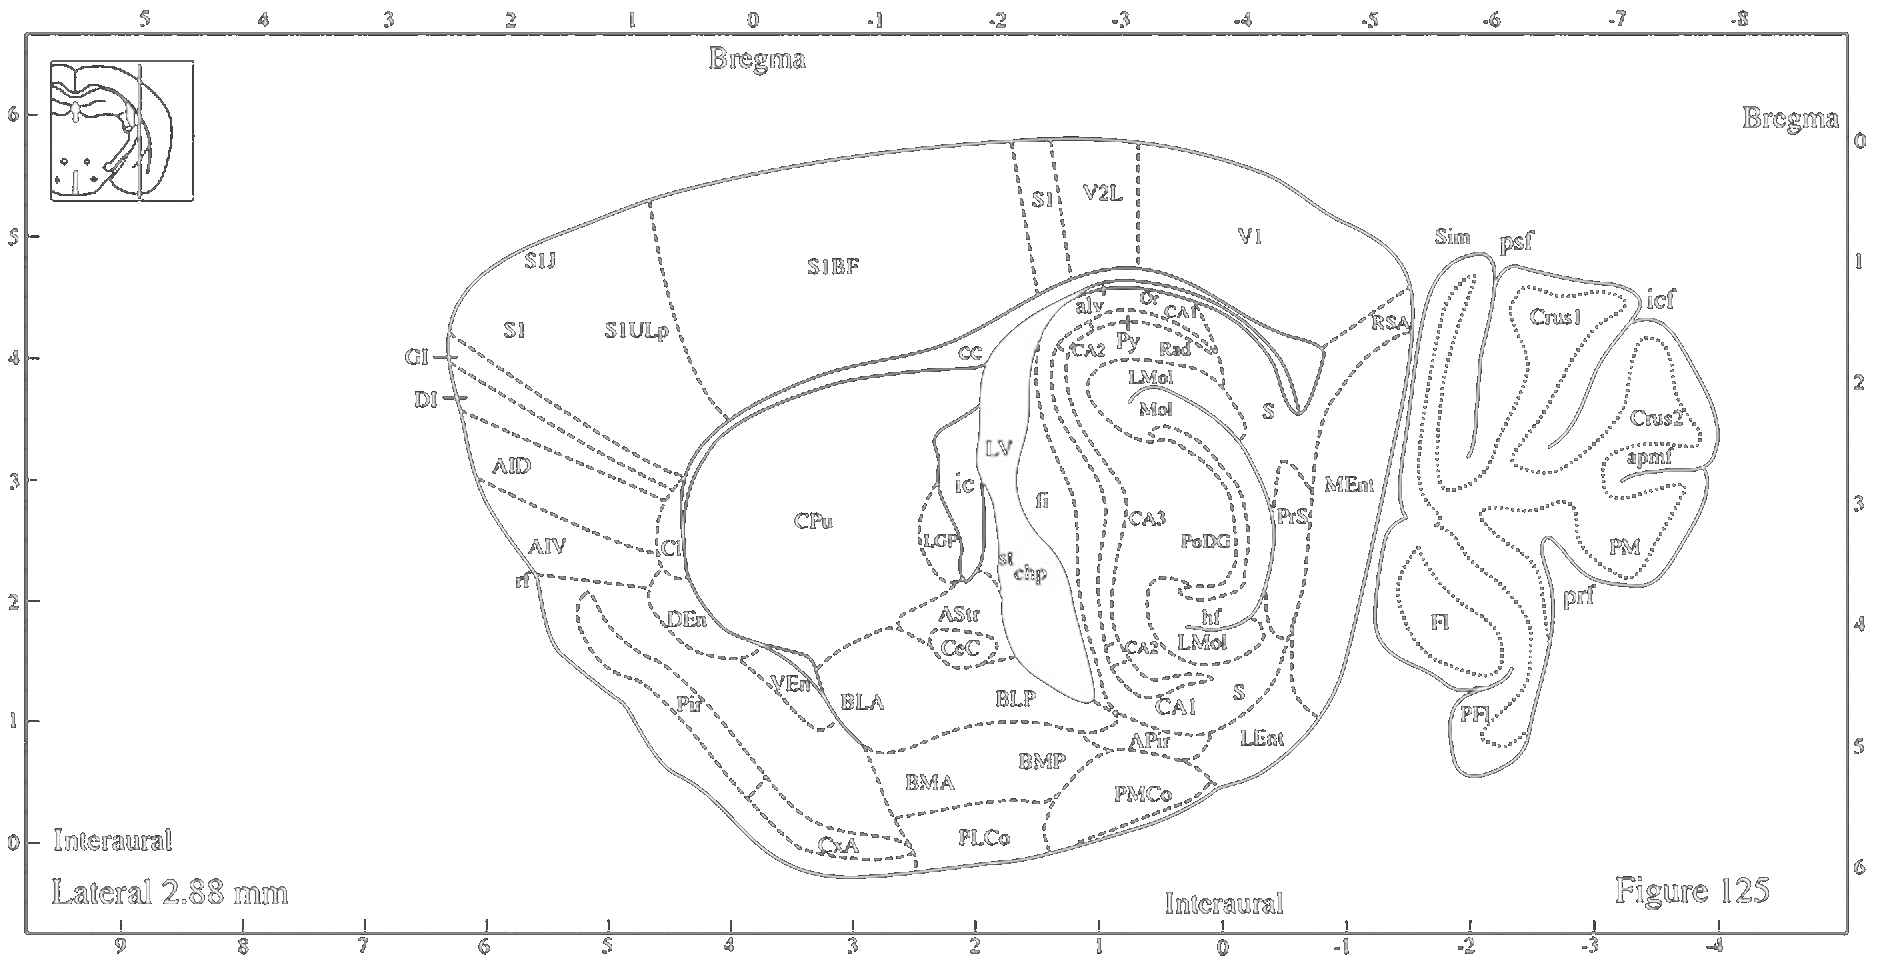 5 4 3 2 1 0 -1 -2 -3 -4 -5 -6 -7 -8
Bregma
6
Bregma
0
S1
V2L
5
V1
Sim
psf
S1J
S1BF
1
alv
or
icf
CA1
S1
S1ULp
RSA
Crus1
GI
4
cc
CA2
Py
Rad
LMol
2
DI
Mol
S
Crus2
LV
apmf
AID
3
ic
fi
MEnt
CPu
CA3
PrS
3
AIV
Cl
LGP
PoDG
PM
st
chp
rf
2
prf
DEn
AStr
hf
Fl
4
CeC
CA2
LMol
VEn
BLA
BLP
S
Pir
CA1
1
PFl
APir
LEnt
5
BMP
BMA
PMCo
0
Interaural
CxA
PLCo
6
Lateral 2.88 mm
Interaural
Figure 125
9 8 7 6 5 4 3 2 1 0 -1 -2 -3 -4